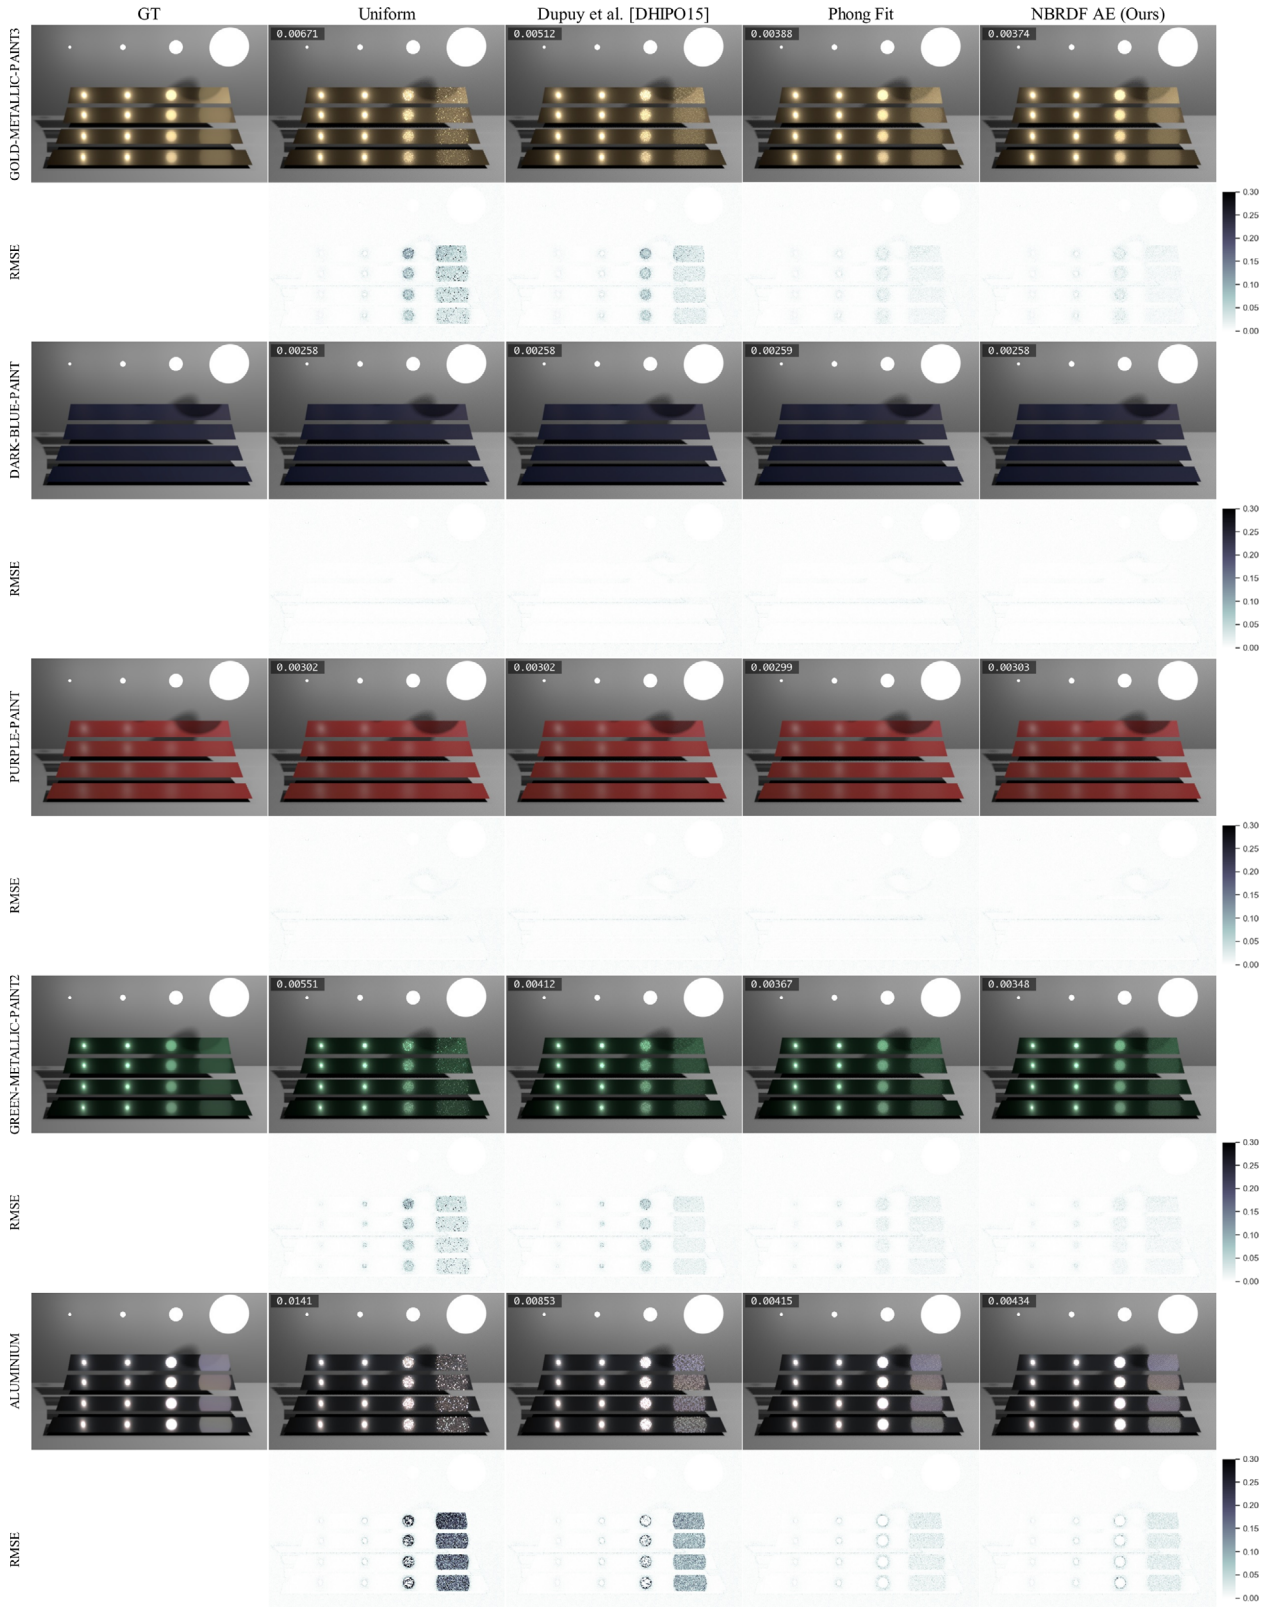 GT Uniform Dupuy et al. [DHIPO15] Phong Fit NBRDF AE (Ours)
GOLD-METALLIC-PAINT3
0.00671 0.00512 0.00388 0.00374
RMSE
0.30
0.25
0.20
0.15
0.10
0.05
0.00
DARK-BLUE-PAINT
0.00258 0.00258 0.00259 0.00258
RMSE
0.30
0.25
0.20
0.15
0.10
0.05
0.00
PURPLE-PAINT
0.00302 0.00302 0.00299 0.00303
RMSE
0.30
0.25
0.20
0.15
0.10
0.05
0.00
GREEN-METALLIC-PAINT2
0.00551 0.00412 0.00367 0.00348
RMSE
0.30
0.25
0.20
0.15
0.10
0.05
0.00
ALUMINIUM
0.0141 0.00853 0.00415 0.00434
RMSE
0.30
0.25
0.20
0.15
0.10
0.05
0.00